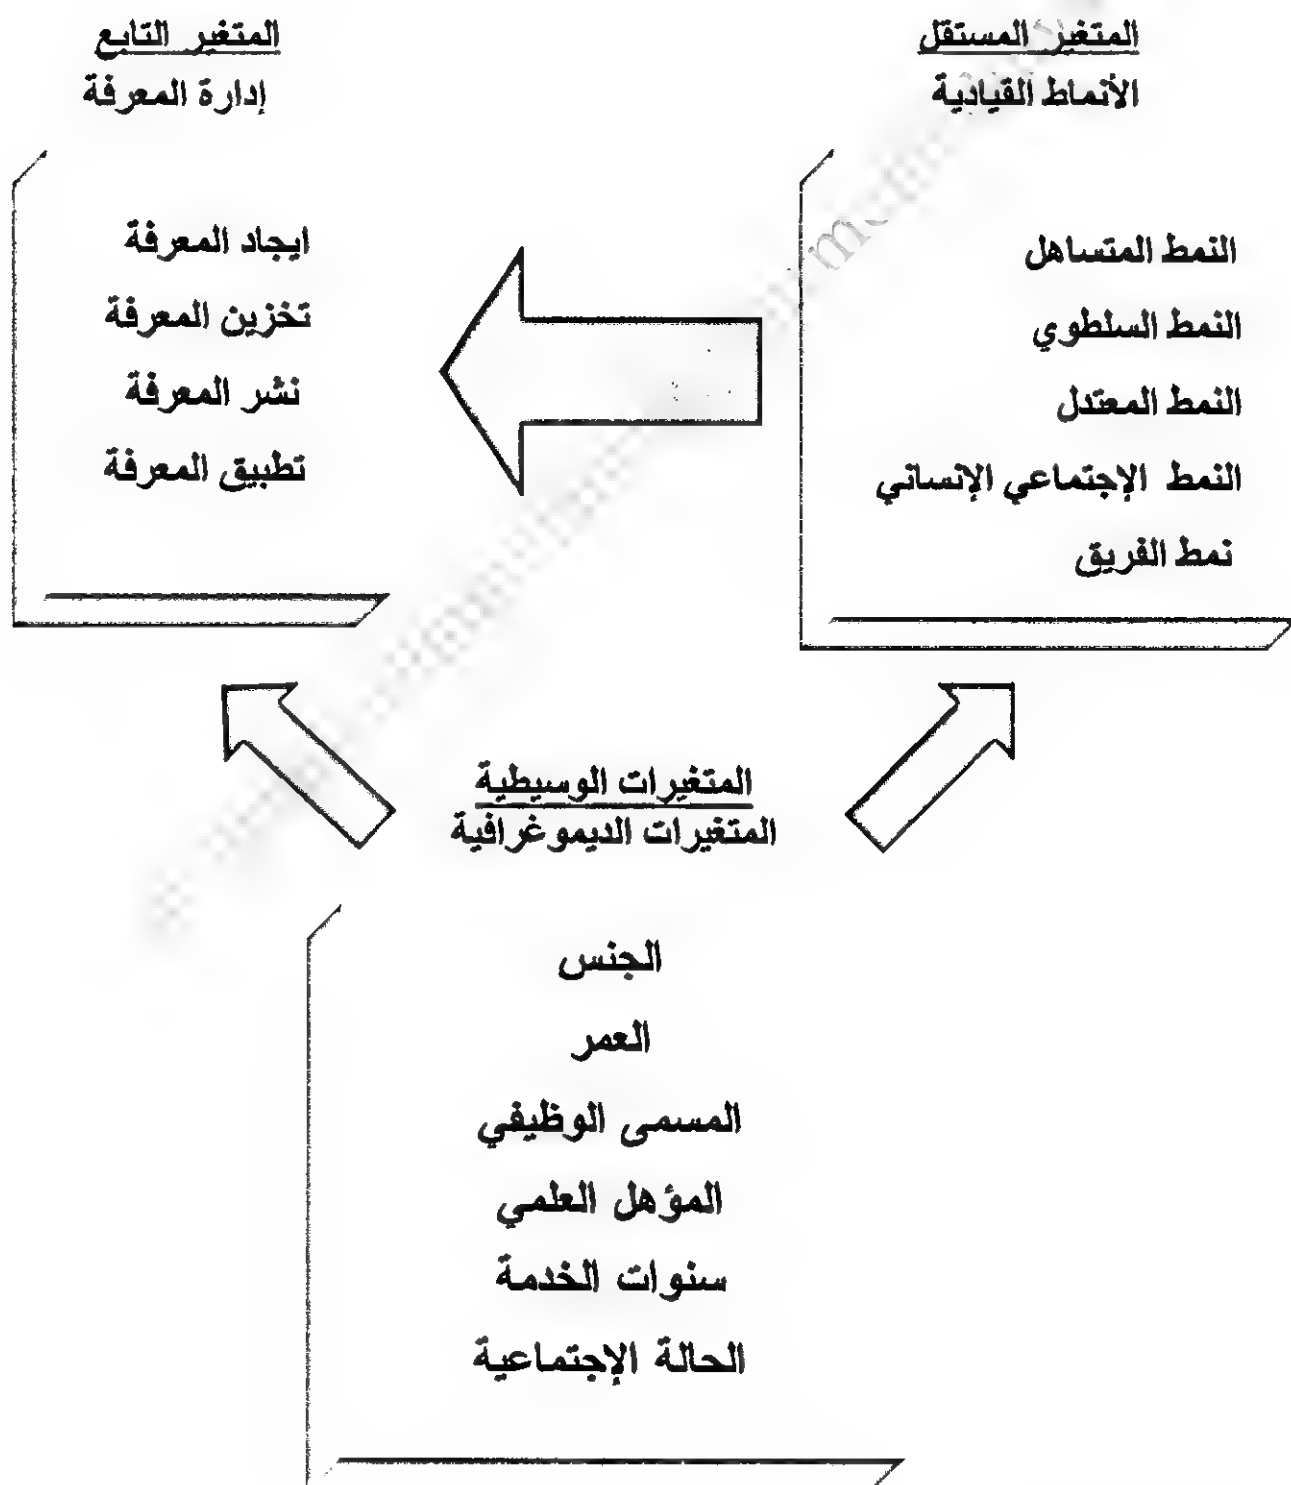 المتغير المستقل
الأنماط القيادية
النمط المتساهل
النمط السلطوي
النمط المعتدل
النمط الإجتماعي الإنساني
نمط الفريق
المتغير التابع
إدارة المعرفة
ايجاد المعرفة
تخزين المعرفة
نشر المعرفة
تطبيق المعرفة
المتغيرات الوسيطية
المتغيرات الديموغرافية
الجنس
العمر
المسمى الوظيفي
المؤهل العلمي
سنوات الخدمة
الحالة الإجتماعية